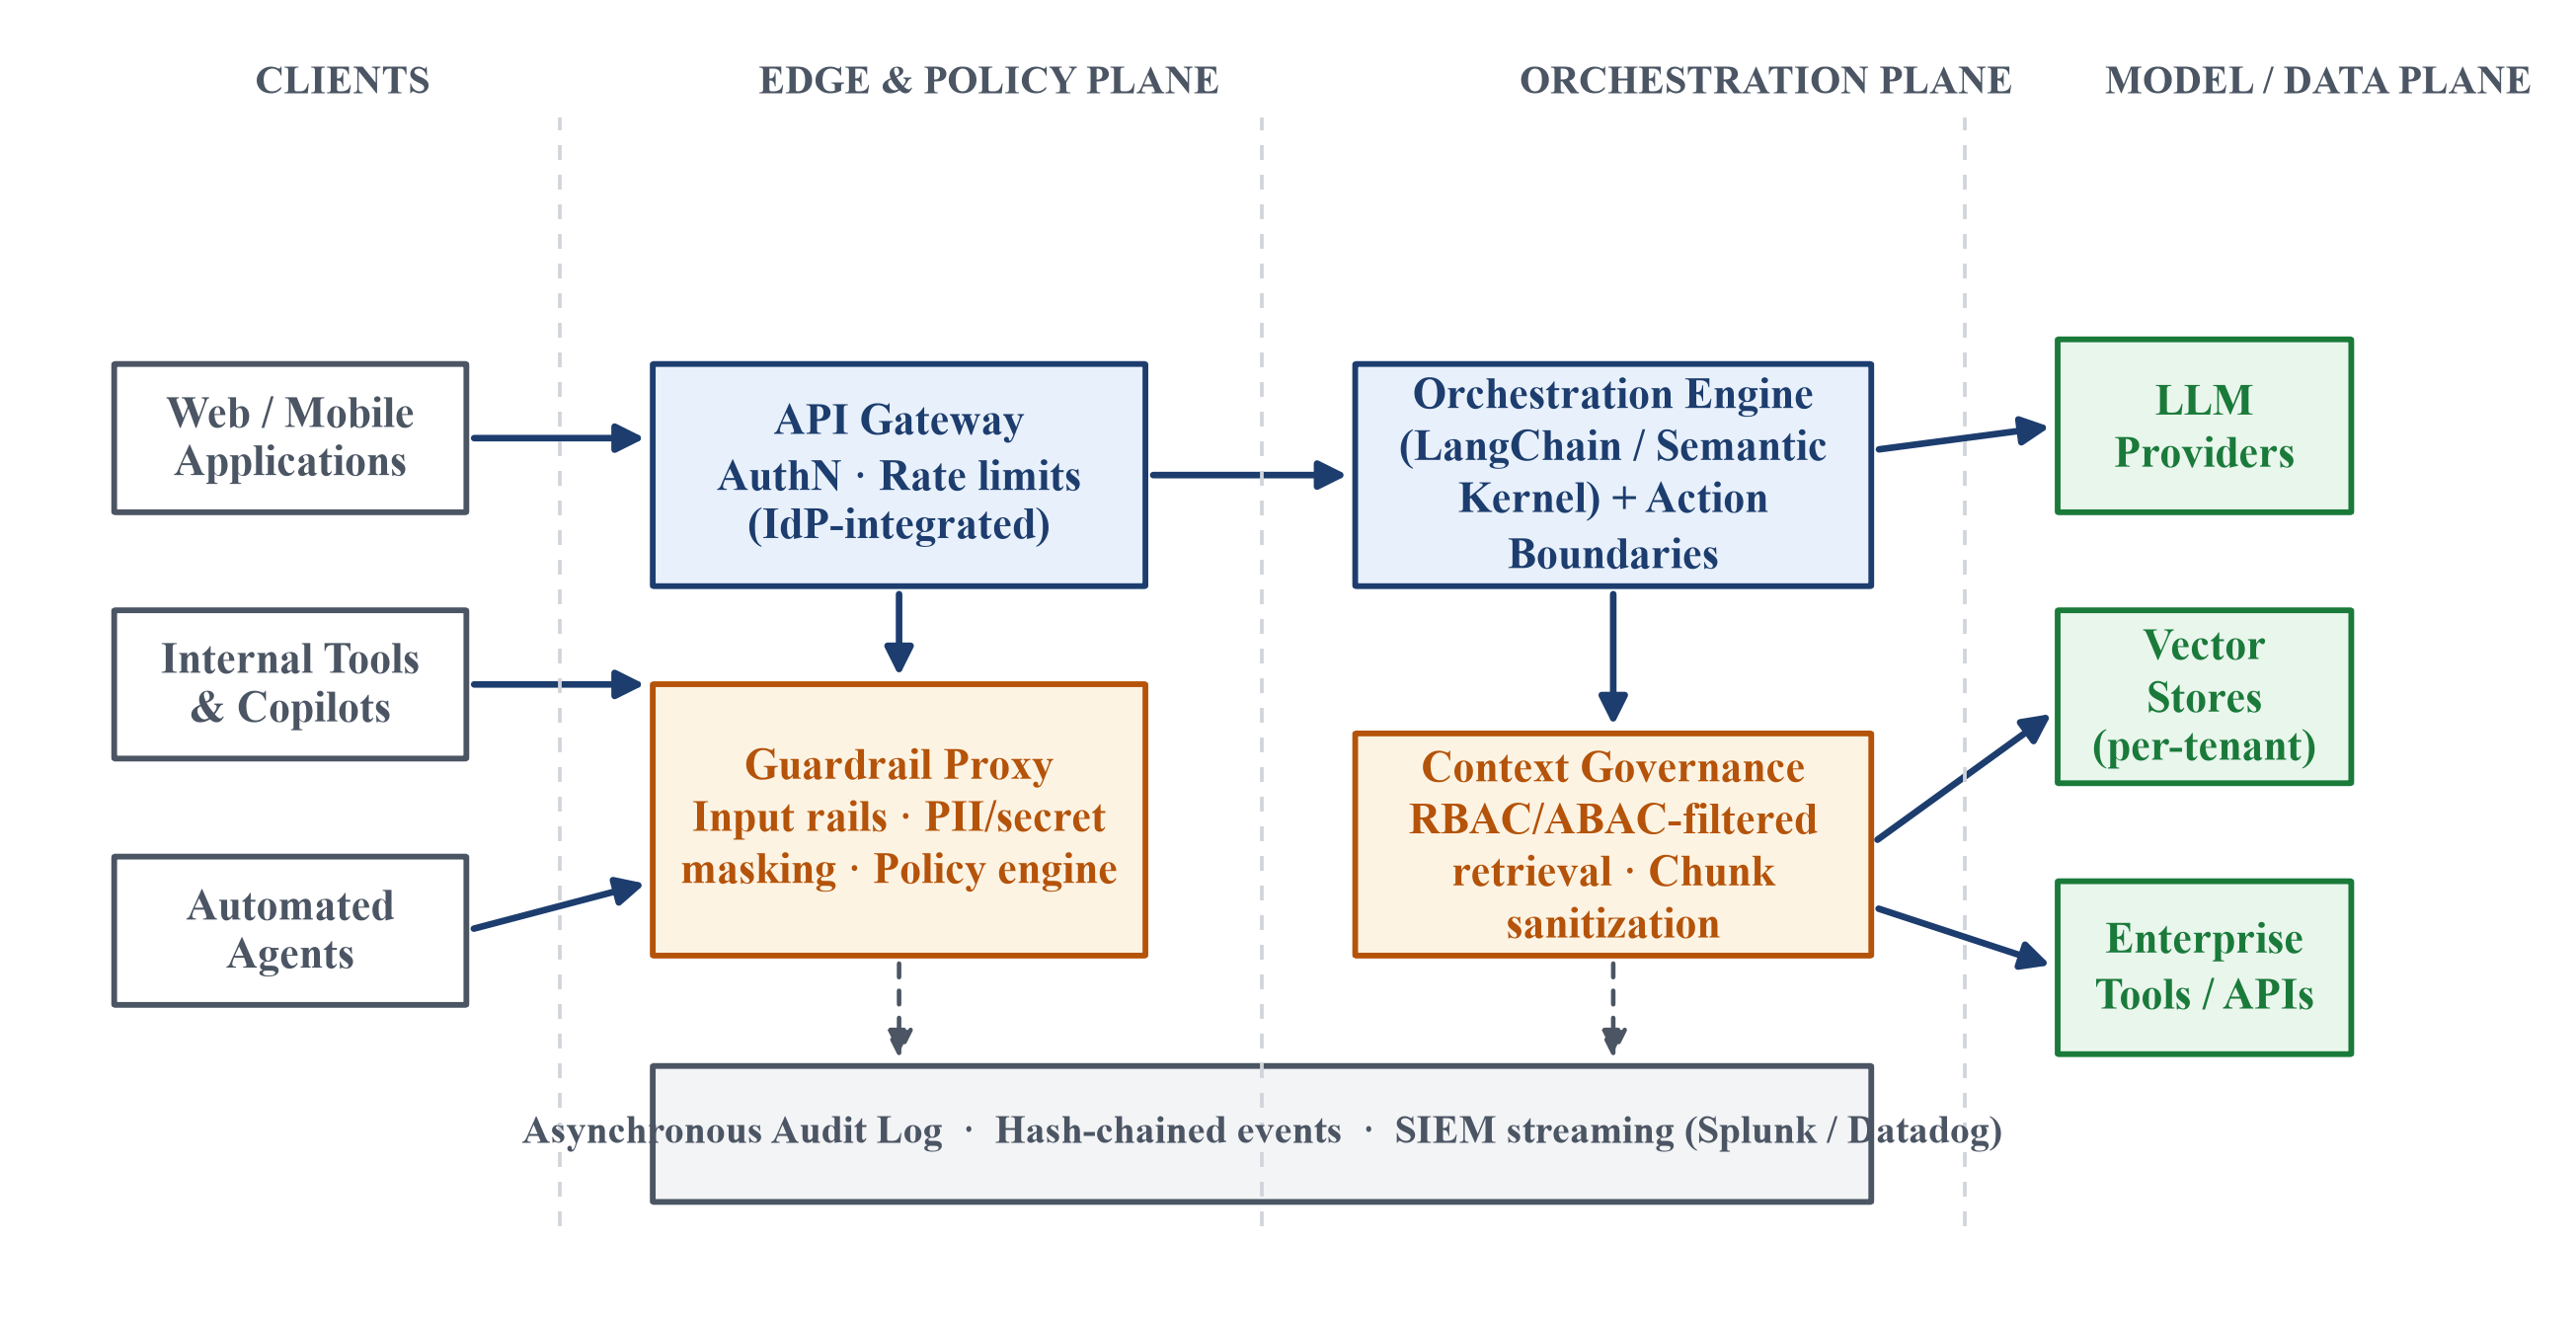 CLIENTS
EDGE & POLICY PLANE
ORCHESTRATION PLANE
MODEL / DATA PLANE
Web / Mobile
Applications
Internal Tools
& Copilots
Automated
Agents
API Gateway
AuthN · Rate limits
(IdP-integrated)
Guardrail Proxy
Input rails · PII/secret
masking · Policy engine
Orchestration Engine
(LangChain / Semantic
Kernel) + Action
Boundaries
Context Governance
RBAC/ABAC-filtered
retrieval · Chunk
sanitization
LLM
Providers
Vector
Stores
(per-tenant)
Enterprise
Tools / APIs
Asynchronous Audit Log · Hash-chained events · SIEM streaming (Splunk / Datadog)